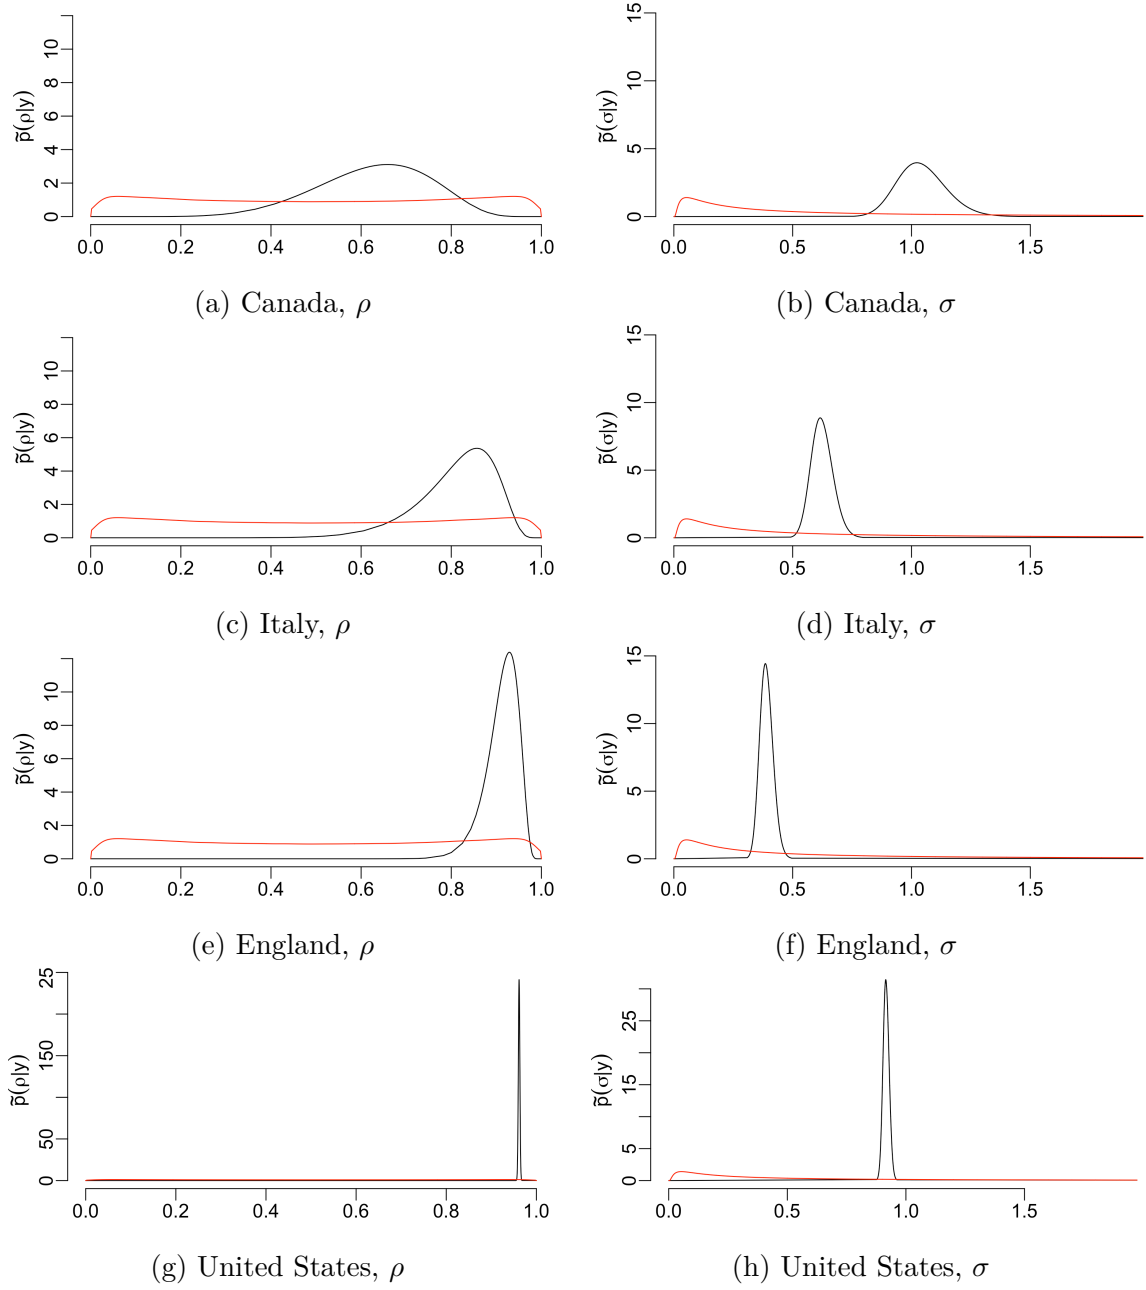 p̃(ρ|y)
0 2 4 6 8 10
0.0 0.2 0.4 0.6 0.8 1.0
(a) Canada, ρ
p̃(σ|y)
0 5 10 15
0.0 0.5 1.0 1.5
(b) Canada, σ
p̃(ρ|y)
0 2 4 6 8 10
0.0 0.2 0.4 0.6 0.8 1.0
(c) Italy, ρ
p̃(σ|y)
0 5 10 15
0.0 0.5 1.0 1.5
(d) Italy, σ
p̃(ρ|y)
0 2 4 6 8 10
0.0 0.2 0.4 0.6 0.8 1.0
(e) England, ρ
p̃(σ|y)
0 5 10 15
0.0 0.5 1.0 1.5
(f) England, σ
p̃(ρ|y)
0 50 150 25
0.0 0.2 0.4 0.6 0.8 1.0
(g) United States, ρ
p̃(σ|y)
0 5 15 25
0.0 0.5 1.0 1.5
(h) United States, σ